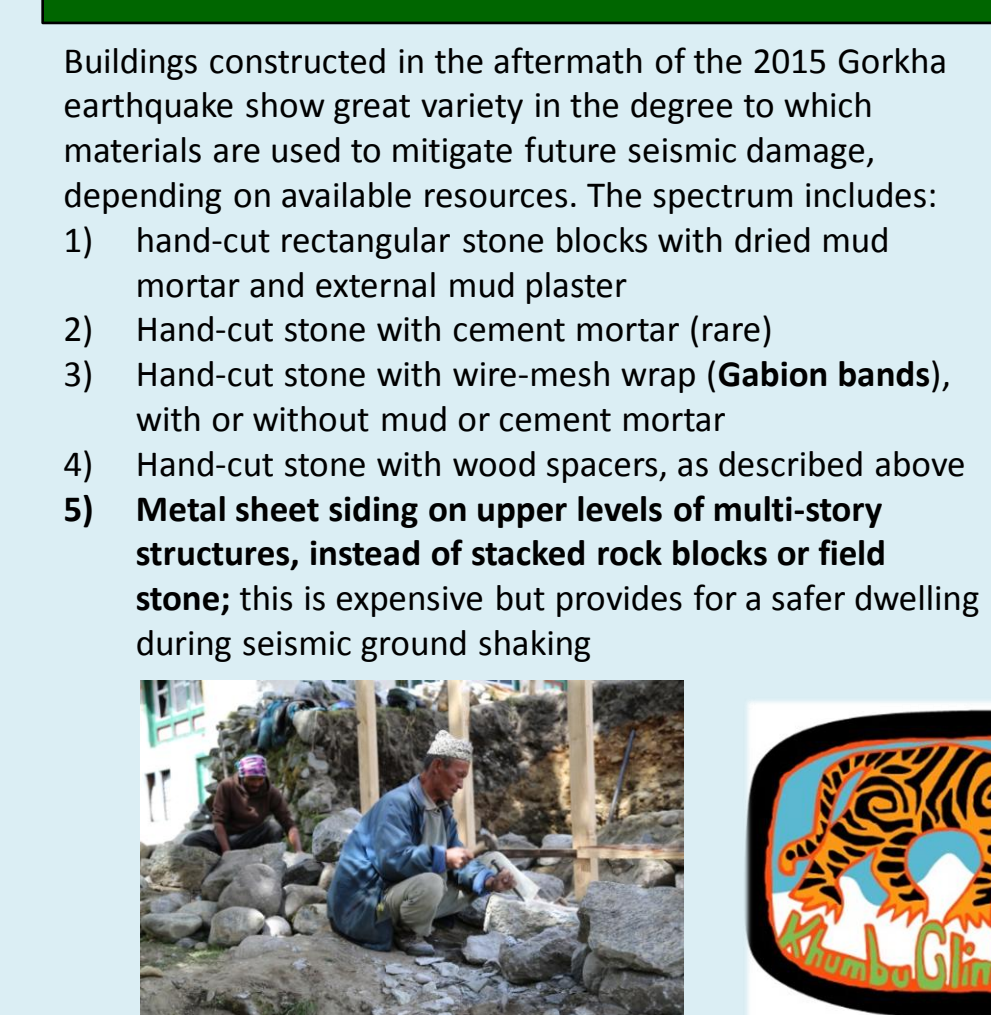 Buildings constructed in the aftermath of the 2015 Gorkha
earthquake show great variety in the degree to which
materials are used to mitigate future seismic damage,
depending on available resources. The spectrum includes:
1) hand-cut rectangular stone blocks with dried mud
mortar and external mud plaster
2) Hand-cut stone with cement mortar (rare)
3) Hand-cut stone with wire-mesh wrap (Gabion bands),
with or without mud or cement mortar
4) Hand-cut stone with wood spacers, as described above
5) Metal sheet siding on upper levels of multi-story
structures, instead of stacked rock blocks or field
stone; this is expensive but provides for a safer dwelling
during seismic ground shaking
Khumbu